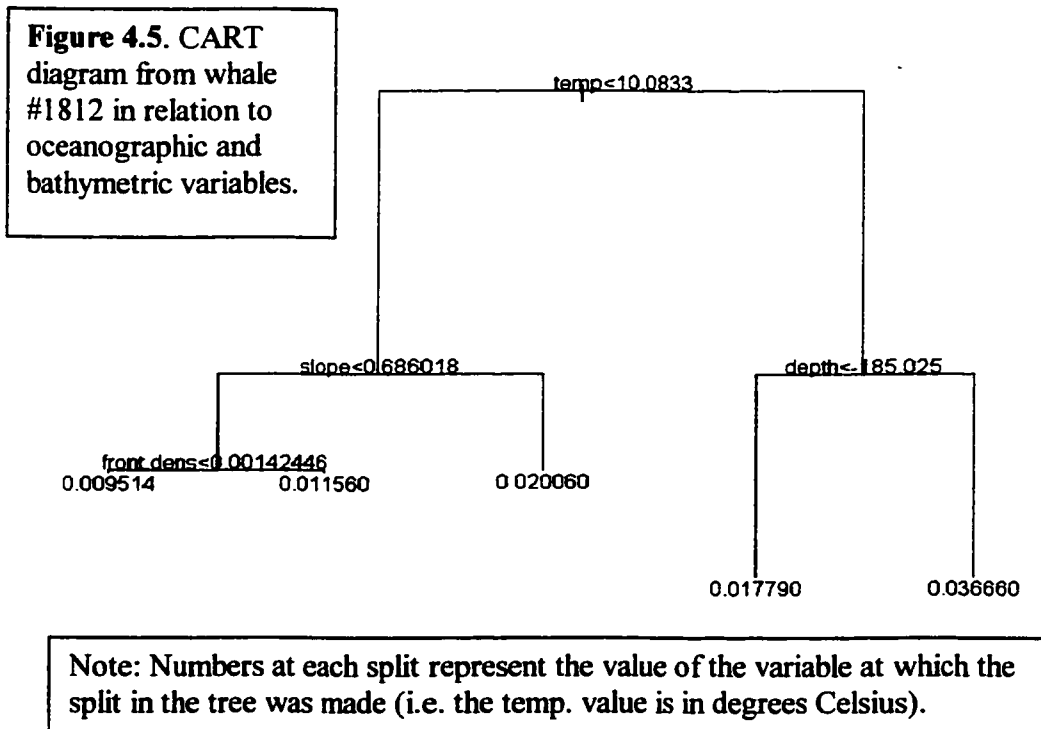 Figure 4.5. CART
diagram from whale
#1812 in relation to
oceanographic and
bathymetric variables.
temp<10.0833
slope<0.686018
depth<-185.025
front.dens<0.00142446
0.009514
0.011560
0.020060
0.017790
0.036660
Note: Numbers at each split represent the value of the variable at which the
split in the tree was made (i.e. the temp. value is in degrees Celsius).